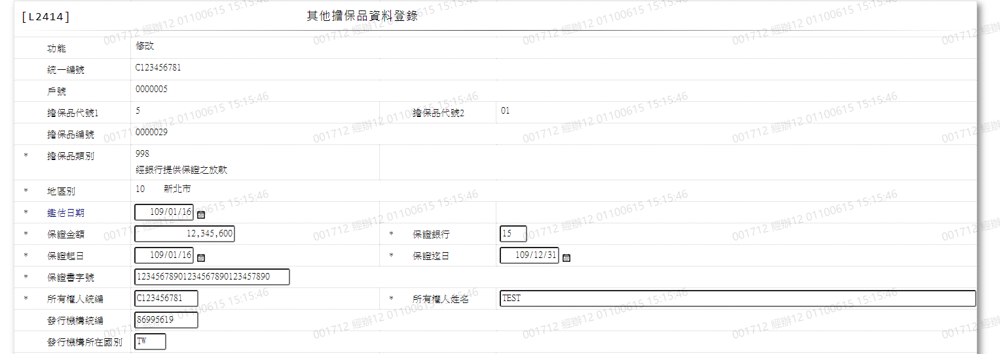 [L2414] 其他擔保品資料登錄
功能 修改
統一編號 C123456781
戶號 0000005
擔保品代號1 5 擔保品代號2 01
擔保品編號 0000029
* 擔保品類別 998
經銀行提供保證之放款
* 地區別 10 新北市
* 鑑估日期 109/01/16
* 保證金額 12,345,600 * 保證銀行 15
* 保證起日 109/01/16 * 保證迄日 109/12/31
* 保證書字號 12345678901234567890123457890
* 所有權人統編 C123456781 * 所有權人姓名 TEST
發行機構統編 86995619
發行機構所在國別 TW
001712 經辦12 01100615 15:15:46